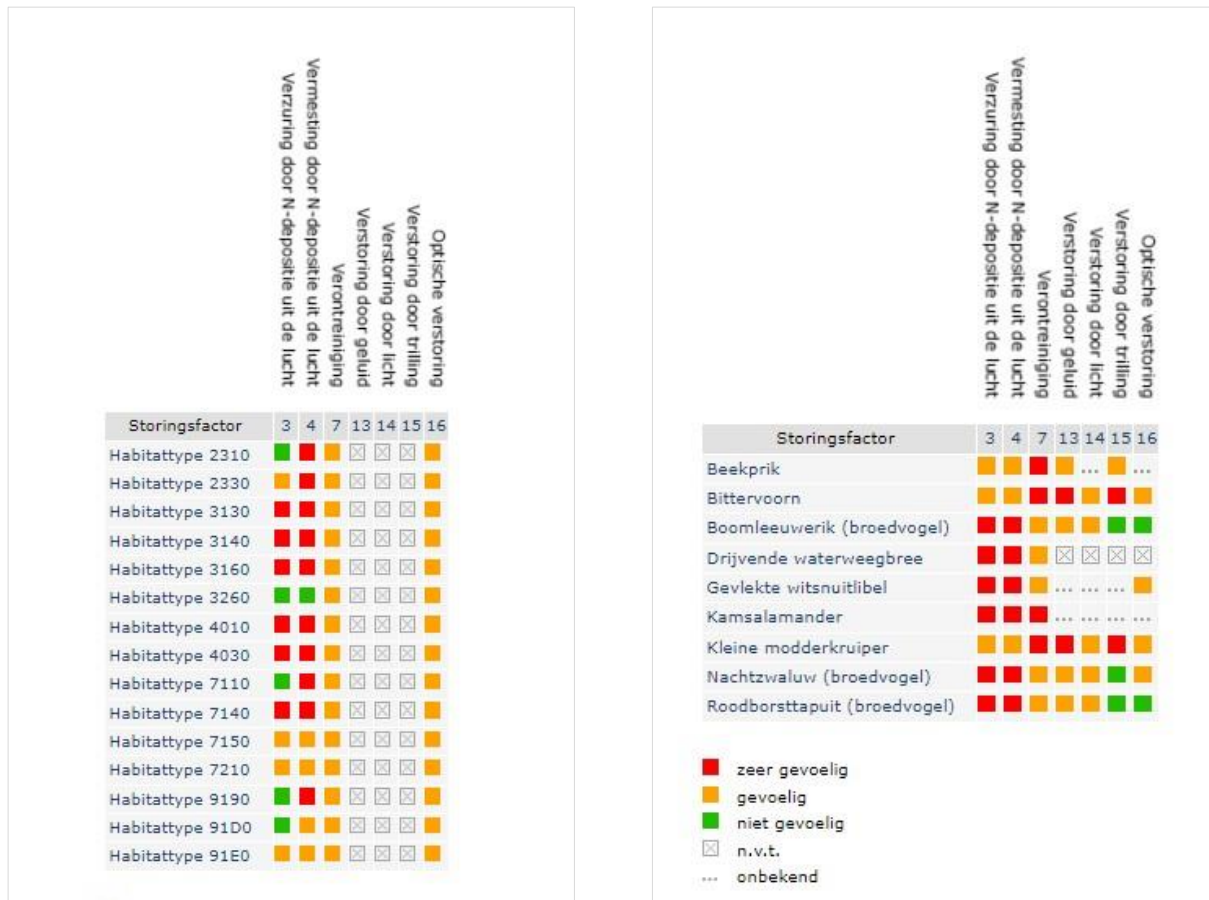 Verzuring door N-depositie uit de lucht
Vermesting door N-depositie uit de lucht
Verontreiniging
Verstoring door geluid
Verstoring door licht
Verstoring door trilling
Optische verstoring
Storingsfactor 3 4 7 13 14 15 16
Habitattype 2310
Habitattype 2330
Habitattype 3130
Habitattype 3140
Habitattype 3160
Habitattype 3260
Habitattype 4010
Habitattype 4030
Habitattype 7110
Habitattype 7140
Habitattype 7150
Habitattype 7210
Habitattype 9190
Habitattype 91D0
Habitattype 91E0
Verzuring door N-depositie uit de lucht
Vermesting door N-depositie uit de lucht
Verontreiniging
Verstoring door geluid
Verstoring door licht
Verstoring door trilling
Optische verstoring
Storingsfactor 3 4 7 13 14 15 16
Beekprik ... ...
Bittervoorn
Boomleeuwerik (broedvogel)
Drijvende waterweegbree
Gevlekte witsnuitlibel ... ... ...
Kamsalamander ... ... ... ...
Kleine modderkruiper
Nachtzwaluw (broedvogel)
Roodborsttapuit (broedvogel)
zeer gevoelig
gevoelig
niet gevoelig
n.v.t.
... onbekend